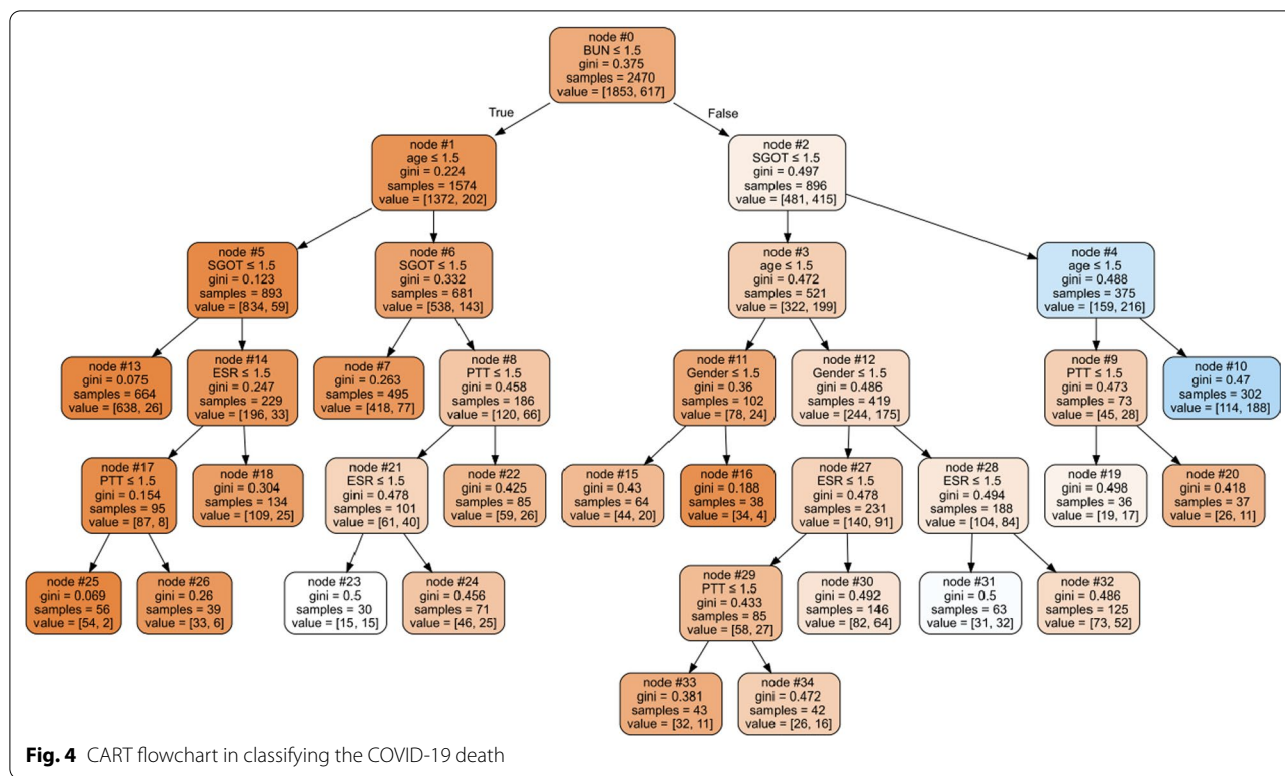 node #0
BUN ≤ 1.5
gini = 0.375
samples = 2470
value = [1853, 617]
True
False
node #1
age ≤ 1.5
gini = 0.224
samples = 1574
value = [1372, 202]
node #2
SGOT ≤ 1.5
gini = 0.497
samples = 896
value = [481, 415]
node #5
SGOT ≤ 1.5
gini = 0.123
samples = 893
value = [834, 59]
node #6
SGOT ≤ 1.5
gini = 0.332
samples = 681
value = [538, 143]
node #3
age ≤ 1.5
gini = 0.472
samples = 521
value = [322, 199]
node #4
age ≤ 1.5
gini = 0.488
samples = 375
value = [159, 216]
node #13
gini = 0.075
samples = 664
value = [638, 26]
node #14
ESR ≤ 1.5
gini = 0.247
samples = 229
value = [196, 33]
node #7
gini = 0.263
samples = 495
value = [418, 77]
node #8
PTT ≤ 1.5
gini = 0.458
samples = 186
value = [120, 66]
node #11
Gender ≤ 1.5
gini = 0.36
samples = 102
value = [78, 24]
node #12
Gender ≤ 1.5
gini = 0.486
samples = 419
value = [244, 175]
node #9
PTT ≤ 1.5
gini = 0.473
samples = 73
value = [45, 28]
node #10
gini = 0.47
samples = 302
value = [114, 188]
node #17
PTT ≤ 1.5
gini = 0.154
samples = 95
value = [87, 8]
node #18
gini = 0.304
samples = 134
value = [109, 25]
node #21
ESR ≤ 1.5
gini = 0.478
samples = 101
value = [61, 40]
node #22
gini = 0.425
samples = 85
value = [59, 26]
node #15
gini = 0.43
samples = 64
value = [44, 20]
node #16
gini = 0.188
samples = 38
value = [34, 4]
node #27
ESR ≤ 1.5
gini = 0.478
samples = 231
value = [140, 91]
node #28
ESR ≤ 1.5
gini = 0.494
samples = 188
value = [104, 84]
node #19
gini = 0.498
samples = 36
value = [19, 17]
node #20
gini = 0.418
samples = 37
value = [26, 11]
node #25
gini = 0.069
samples = 56
value = [54, 2]
node #26
gini = 0.26
samples = 39
value = [33, 6]
node #23
gini = 0.5
samples = 30
value = [15, 15]
node #24
gini = 0.456
samples = 71
value = [46, 25]
node #29
PTT ≤ 1.5
gini = 0.433
samples = 85
value = [58, 27]
node #30
gini = 0.492
samples = 146
value = [82, 64]
node #31
gini = 0.5
samples = 63
value = [31, 32]
node #32
gini = 0.486
samples = 125
value = [73, 52]
node #33
gini = 0.381
samples = 43
value = [32, 11]
node #34
gini = 0.472
samples = 42
value = [26, 16]
Fig. 4 CART flowchart in classifying the COVID-19 death